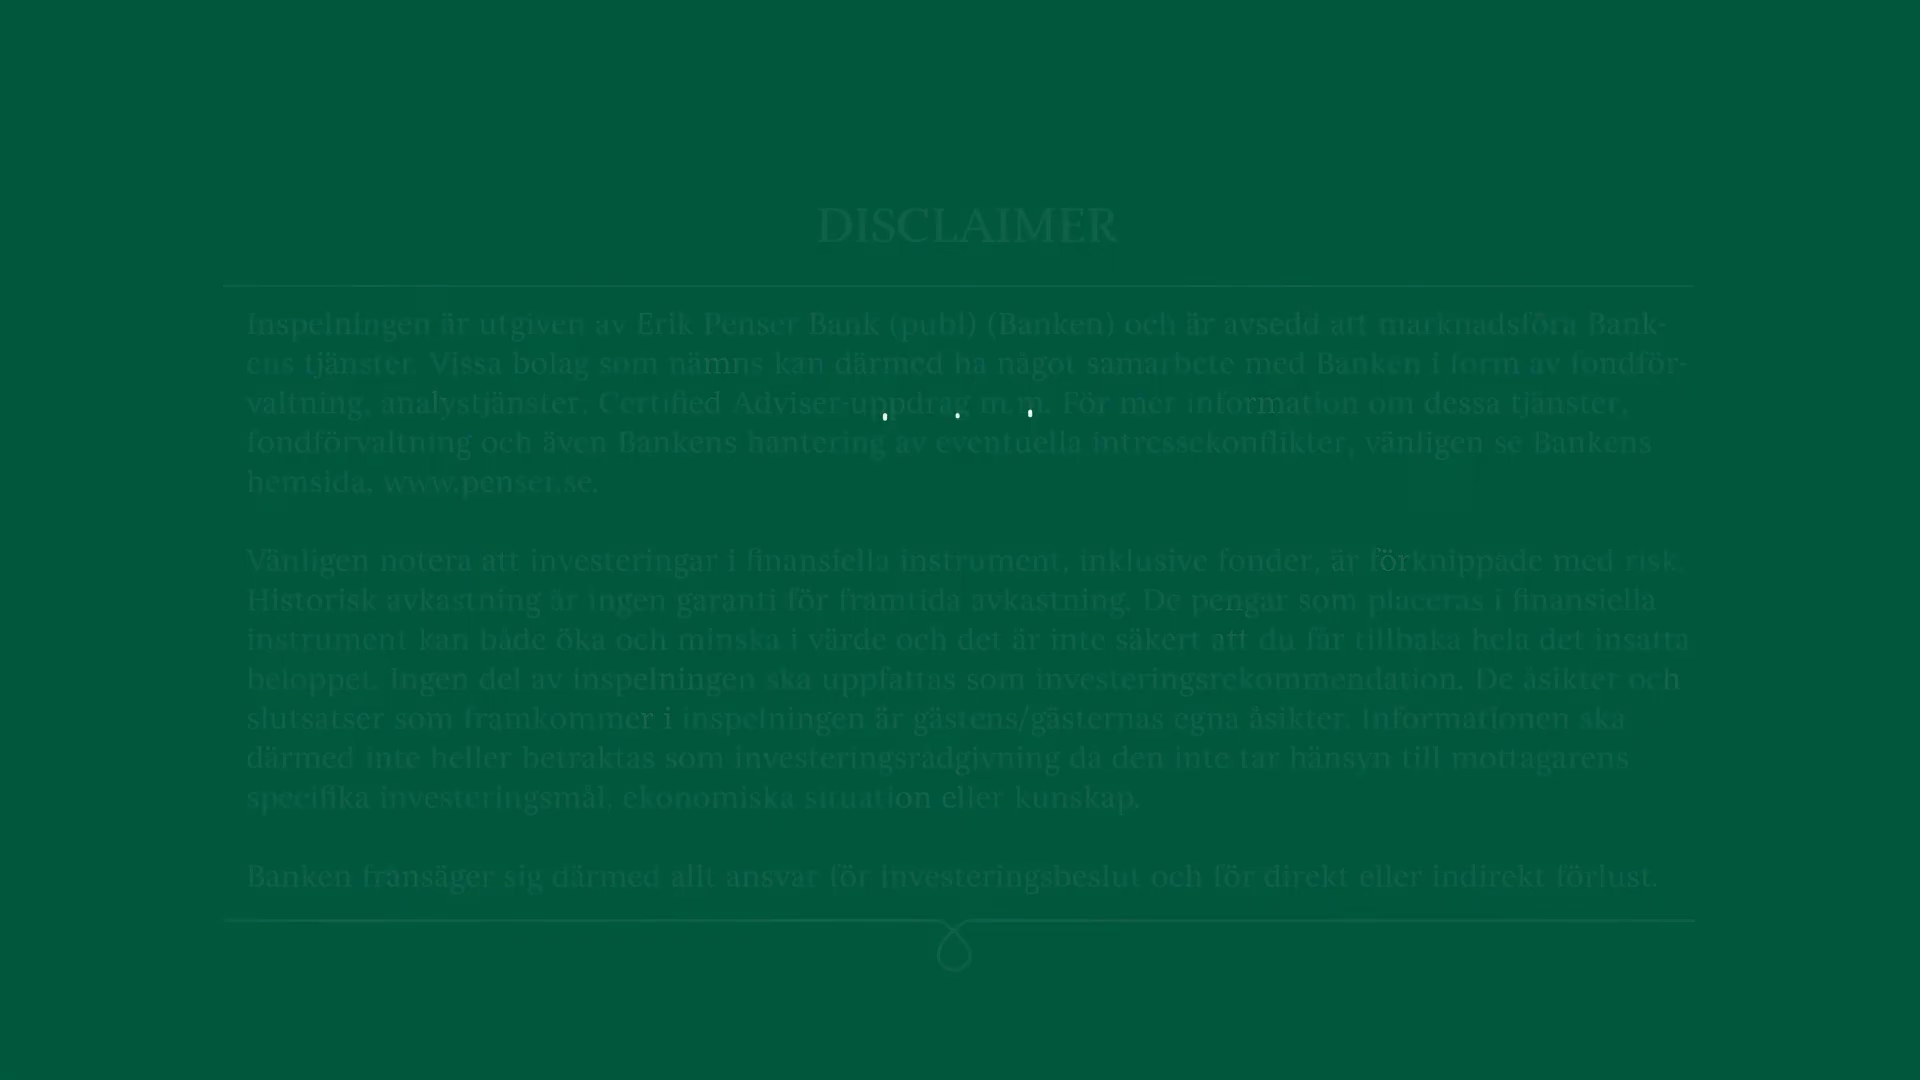 DISCLAIMER
Inspelningen är utgiven av Erik Penser Bank (publ) (Banken) och är avsedd att marknadsföra Bank-
ens tjänster. Vissa bolag som nämns kan därmed ha något samarbete med Banken i form av fondför-
valtning, analystjänster, Certified Adviser-uppdrag m.m. För mer information om dessa tjänster,
fondförvaltning och även Bankens hantering av eventuella intressekonflikter, vänligen se Bankens
hemsida, www.penser.se.
Vänligen notera att investeringar i finansiella instrument, inklusive fonder, är förknippade med risk.
Historisk avkastning är ingen garanti för framtida avkastning. De pengar som placeras i finansiella
instrument kan både öka och minska i värde och det är inte säkert att du får tillbaka hela det insatta
beloppet. Ingen del av inspelningen ska uppfattas som investeringsrekommendation. De åsikter och
slutsatser som framkommer i inspelningen är gästens/gästernas egna åsikter. Informationen ska
därmed inte heller betraktas som investeringsrådgivning då den inte tar hänsyn till mottagarens
specifika investeringsmål, ekonomiska situation eller kunskap.
Banken frånsäger sig därmed allt ansvar för investeringsbeslut och för direkt eller indirekt förlust.